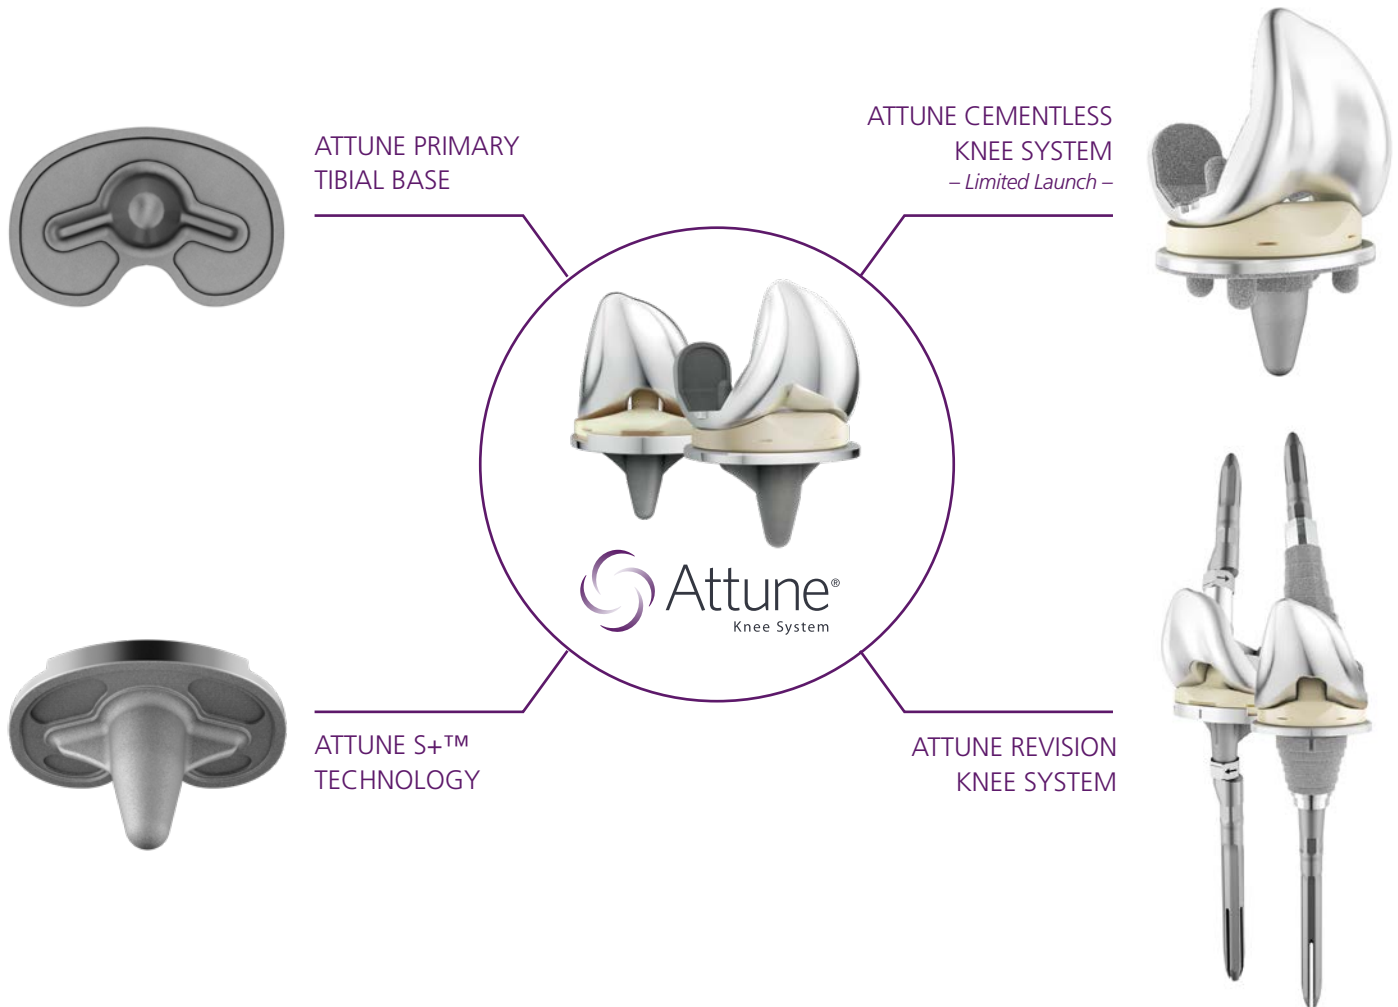 ATTUNE PRIMARY
TIBIAL BASE
ATTUNE CEMENTLESS
KNEE SYSTEM
– Limited Launch –
Attune®
Knee System
ATTUNE S+™
TECHNOLOGY
ATTUNE REVISION
KNEE SYSTEM